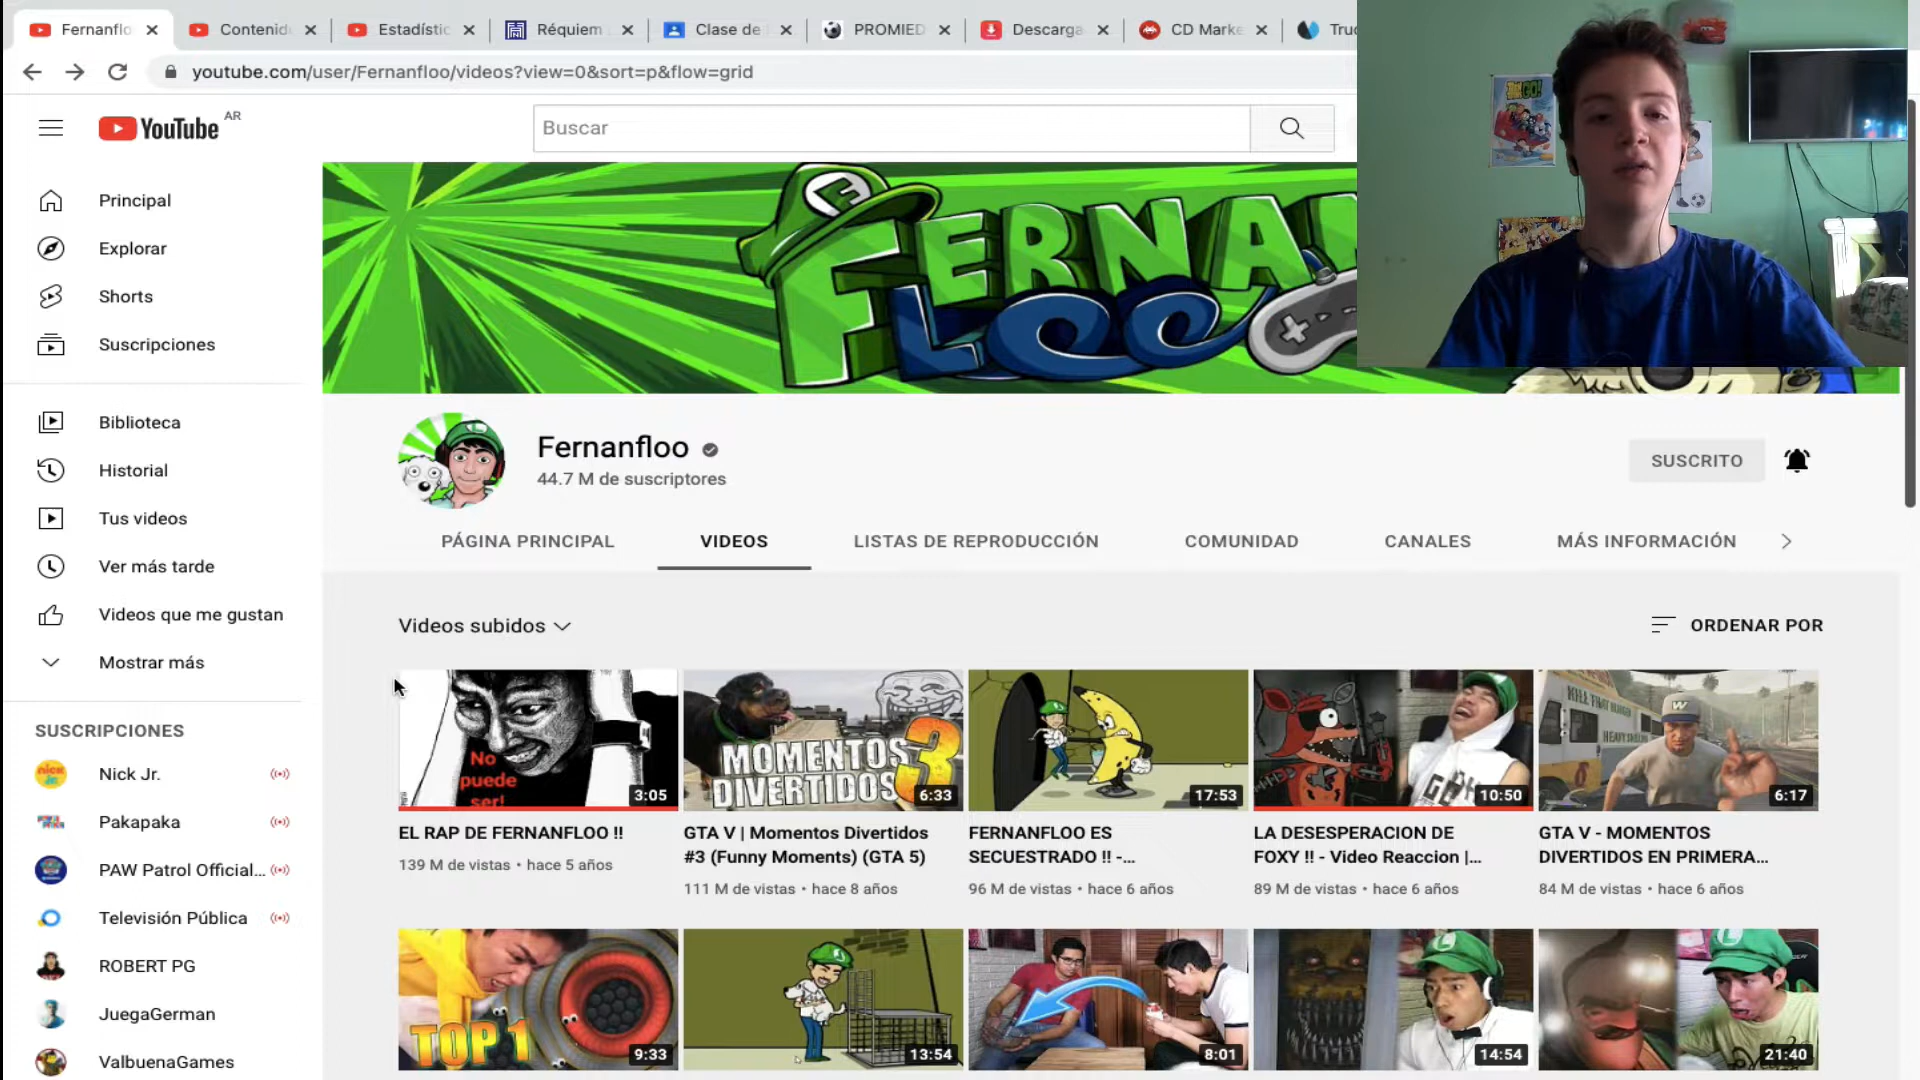 Fernanflo
Contenid
Estadístic
Réquiem
Clase de
PROMIED
Descarga
CD Marke
Truc
youtube.com/user/Fernanfloo/videos?view=0&sort=p&flow=grid
YouTube AR
Buscar
Principal
Explorar
Shorts
Suscripciones
Biblioteca
Historial
Tus videos
Ver más tarde
Videos que me gustan
Mostrar más
SUSCRIPCIONES
Nick Jr.
Pakapaka
PAW Patrol Official...
Televisión Pública
ROBERT PG
JuegaGerman
ValbuenaGames
FERNAN
FLOO
Fernanfloo
44.7 M de suscriptores
SUSCRITO
PÁGINA PRINCIPAL
VIDEOS
LISTAS DE REPRODUCCIÓN
COMUNIDAD
CANALES
MÁS INFORMACIÓN
Videos subidos
ORDENAR POR
No
puede
ser!
3:05
MOMENTOS
DIVERTIDOS 3
6:33
17:53
10:50
KILL THAT HUNGER
6:17
EL RAP DE FERNANFLOO !!
139 M de vistas • hace 5 años
GTA V | Momentos Divertidos
#3 (Funny Moments) (GTA 5)
111 M de vistas • hace 8 años
FERNANFLOO ES
SECUESTRADO !! -...
96 M de vistas • hace 6 años
LA DESESPERACION DE
FOXY !! - Video Reaccion |...
89 M de vistas • hace 6 años
GTA V - MOMENTOS
DIVERTIDOS EN PRIMERA...
84 M de vistas • hace 6 años
TOP 1
9:33
13:54
8:01
14:54
21:40